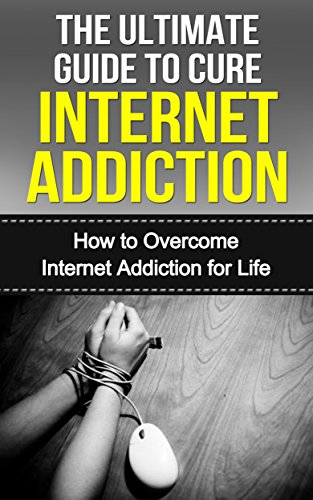 THE ULTIMATE
GUIDE TO CURE
INTERNET
ADDICTION
How to Overcome
Internet Addiction for Life